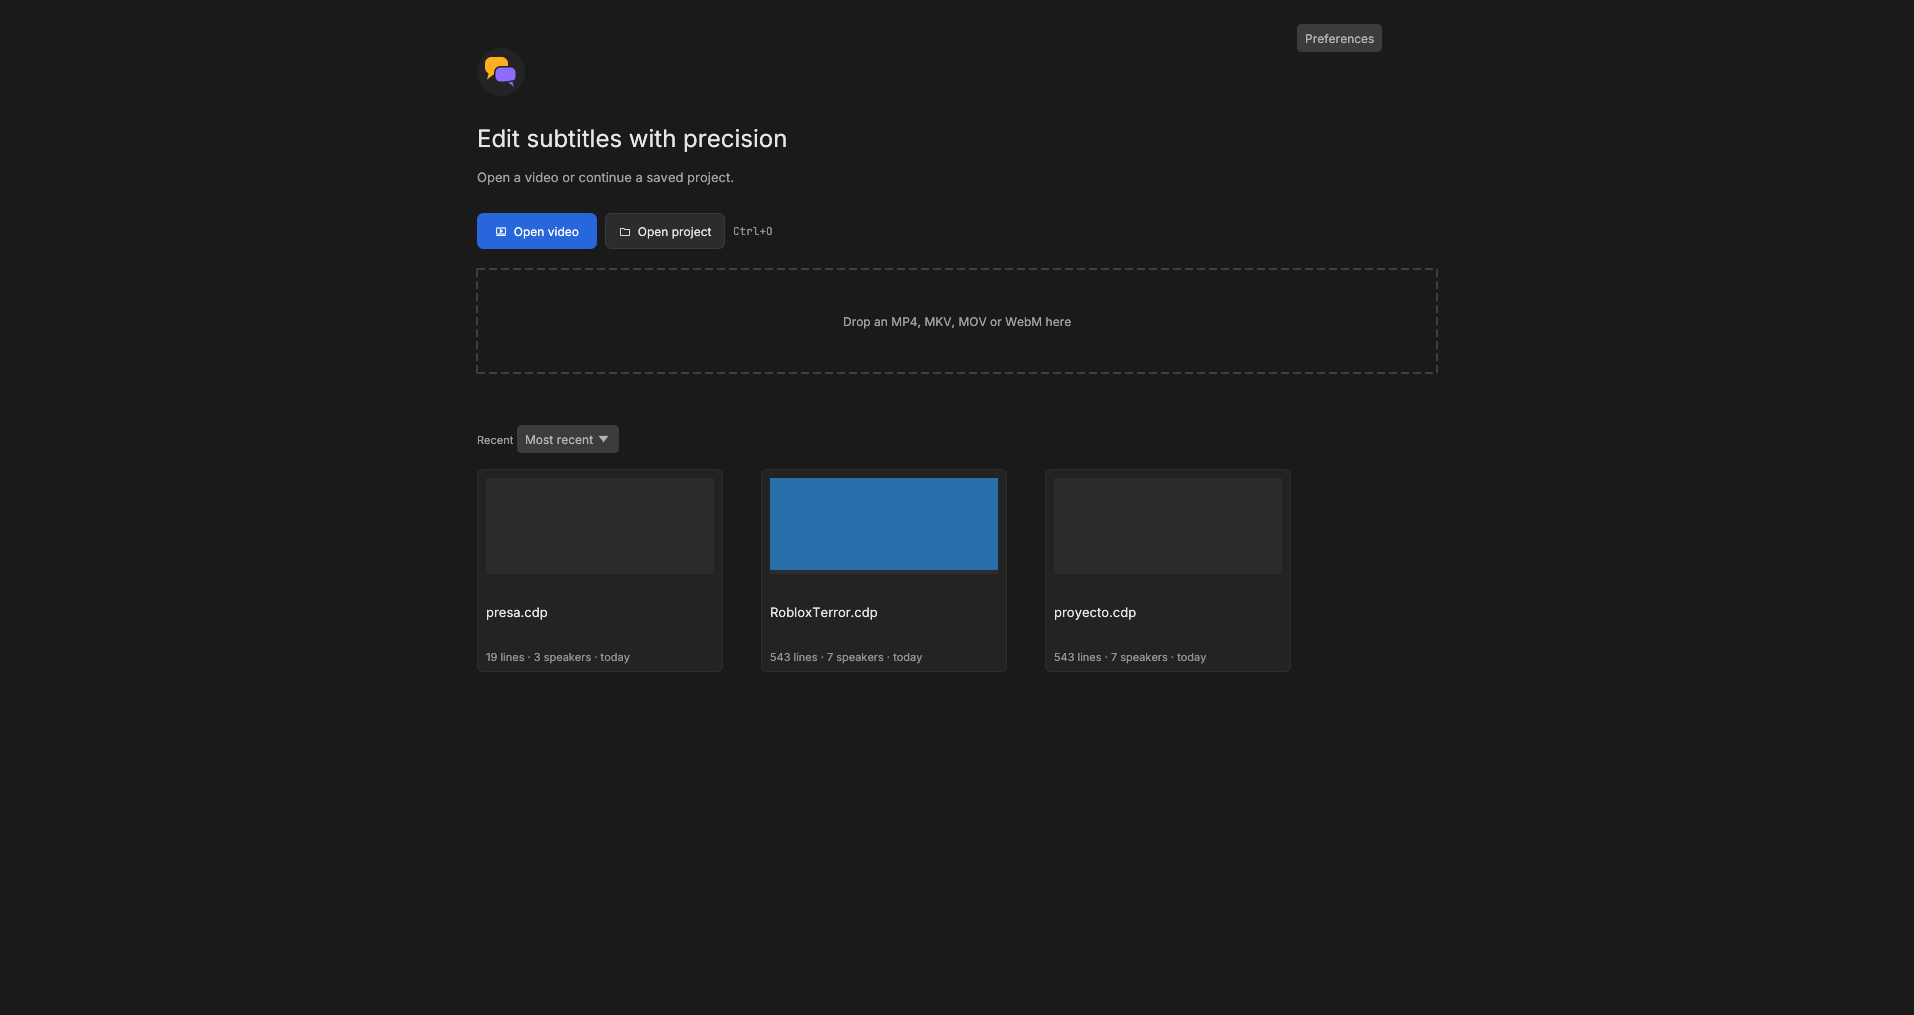 Preferences
Edit subtitles with precision
Open a video or continue a saved project.
Open video
Open project
Ctrl+O
Drop an MP4, MKV, MOV or WebM here
Recent
Most recent
presa.cdp
19 lines · 3 speakers · today
RobloxTerror.cdp
543 lines · 7 speakers · today
proyecto.cdp
543 lines · 7 speakers · today